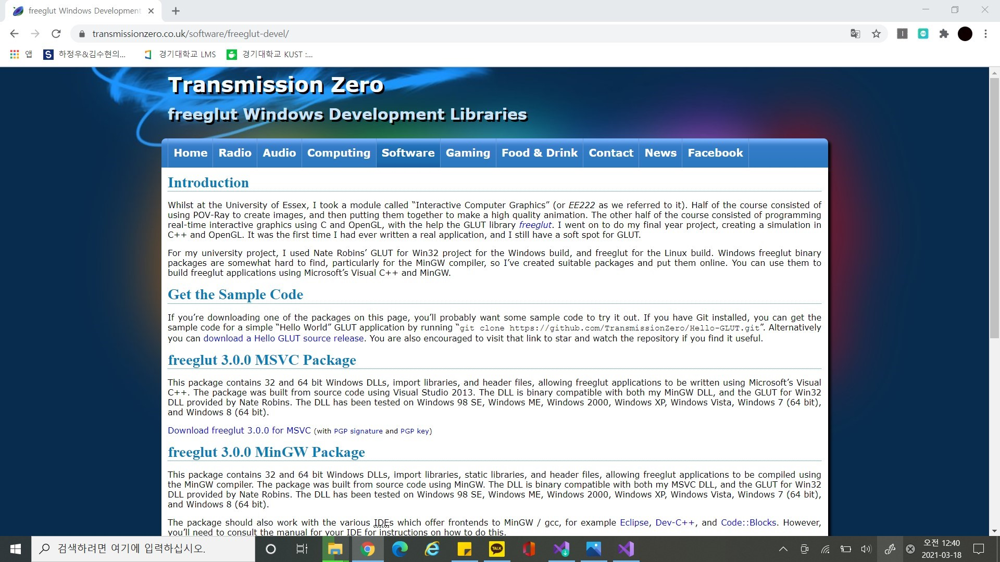 freeglut Windows Development
transmissionzero.co.uk/software/freeglut-devel/
앱 하정우&김수현의... 경기대학교 LMS 경기대학교 KUST :...
Transmission Zero
freeglut Windows Development Libraries
Home Radio Audio Computing Software Gaming Food & Drink Contact News Facebook
Introduction
Whilst at the University of Essex, I took a module called “Interactive Computer Graphics” (or EE222 as we referred to it). Half of the course consisted of
using POV-Ray to create images, and then putting them together to make a high quality animation. The other half of the course consisted of programming
real-time interactive graphics using C and OpenGL, with the help the GLUT library freeglut. I went on to do my final year project, creating a simulation in
C++ and OpenGL. It was the first time I had ever written a real application, and I still have a soft spot for GLUT.
For my university project, I used Nate Robins’ GLUT for Win32 project for the Windows build, and freeglut for the Linux build. Windows freeglut binary
packages are somewhat hard to find, particularly for the MinGW compiler, so I’ve created suitable packages and put them online. You can use them to
build freeglut applications using Microsoft’s Visual C++ and MinGW.
Get the Sample Code
If you’re downloading one of the packages on this page, you’ll probably want some sample code to try it out. If you have Git installed, you can get the
sample code for a simple “Hello World” GLUT application by running “git clone https://github.com/TransmissionZero/Hello-GLUT.git”. Alternatively
you can download a Hello GLUT source release. You are also encouraged to visit that link to star and watch the repository if you find it useful.
freeglut 3.0.0 MSVC Package
This package contains 32 and 64 bit Windows DLLs, import libraries, and header files, allowing freeglut applications to be written using Microsoft’s Visual
C++. The package was built from source code using Visual Studio 2013. The DLL is binary compatible with both my MinGW DLL, and the GLUT for Win32
DLL provided by Nate Robins. The DLL has been tested on Windows 98 SE, Windows ME, Windows 2000, Windows XP, Windows Vista, Windows 7 (64 bit),
and Windows 8 (64 bit).
Download freeglut 3.0.0 for MSVC (with PGP signature and PGP key)
freeglut 3.0.0 MinGW Package
This package contains 32 and 64 bit Windows DLLs, import libraries, static libraries, and header files, allowing freeglut applications to be compiled using
the MinGW compiler. The package was built from source code using MinGW. The DLL is binary compatible with both my MSVC DLL, and the GLUT for Win32
DLL provided by Nate Robins. The DLL has been tested on Windows 98 SE, Windows ME, Windows 2000, Windows XP, Windows Vista, Windows 7 (64 bit),
and Windows 8 (64 bit).
The package should also work with the various IDEs which offer frontends to MinGW / gcc, for example Eclipse, Dev-C++, and Code::Blocks. However,
you’ll need to consult the manual for your IDE for instructions on how to do this.
검색하려면 여기에 입력하십시오.
TALK
오전 12:40
2021-03-18